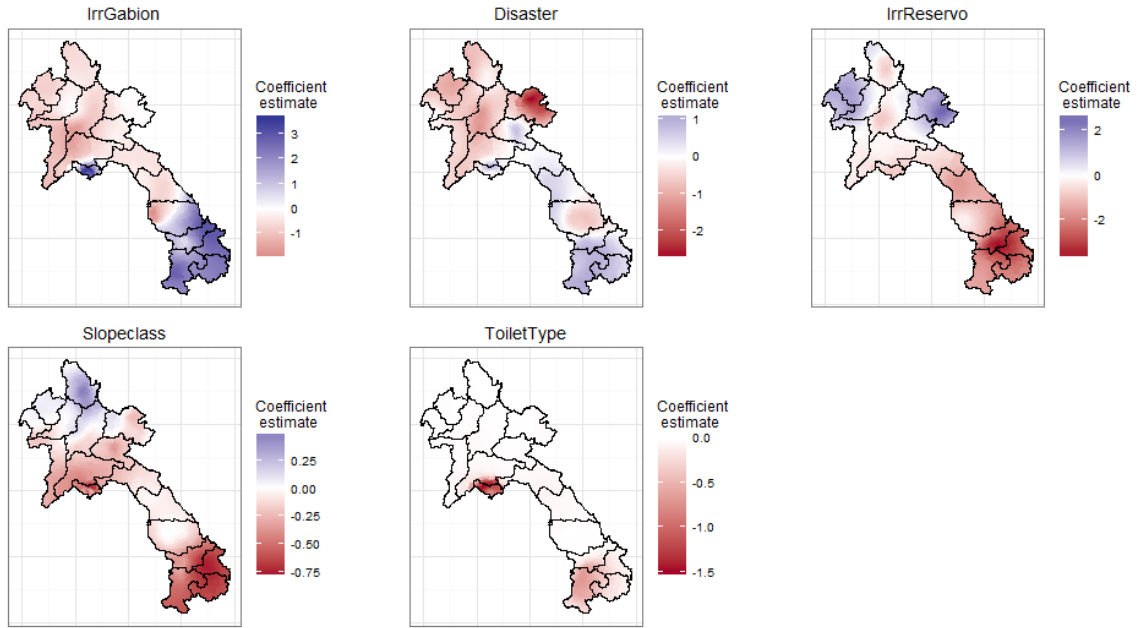 IrrGabion
Coefficient
estimate
3
2
1
0
-1
Disaster
Coefficient
estimate
1
0
-1
-2
IrrReservo
Coefficient
estimate
2
0
-2
Slopeclass
Coefficient
estimate
0.25
0.00
-0.25
-0.50
-0.75
ToiletType
Coefficient
estimate
0.0
-0.5
-1.0
-1.5